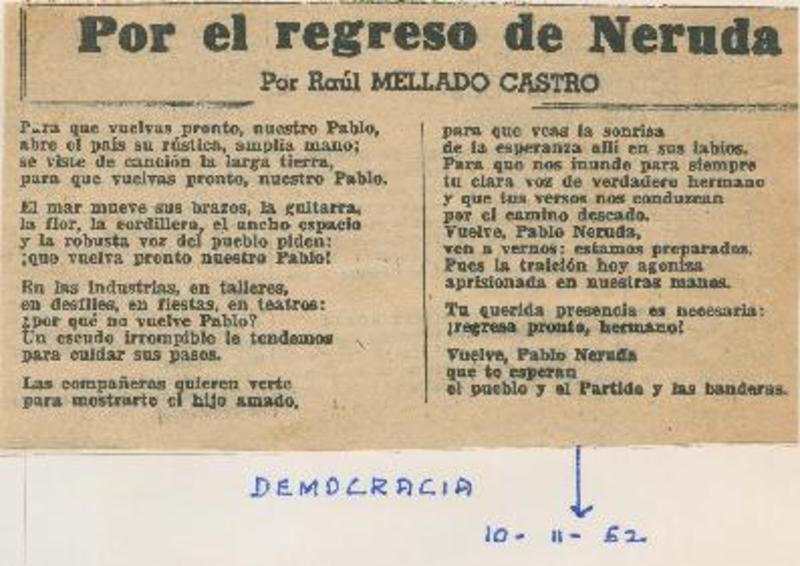 Por el regreso de Neruda
Por Raúl MELLADO CASTRO
Para que vuelvas pronto, nuestro Pablo,
abre el país su rústica, amplia mano;
se viste de canción la larga tierra,
para que vuelvas pronto, nuestro Pablo.
El mar mueve sus brazos, la guitarra,
la flor, la cordillera, el ancho espacio
y la robusta voz del pueblo piden:
¡que vuelva pronto nuestro Pablo!
En las industrias, en talleres,
en desfiles, en fiestas, en teatros:
¿por qué no vuelve Pablo?
Un escudo irrompible le tendemos
para cuidar sus pasos.
Las compañeras quieren verte
para mostrarte el hijo amado,
para que veas la sonrisa
de la esperanza allí en sus labios.
Para que nos inunde para siempre
tu clara voz de verdadero hermano
y que tus versos nos conduzcan
por el camino deseado.
Vuelve, Pablo Neruda,
ven a vernos: estamos preparados.
Pues la traición hoy agoniza
aprisionada en nuestras manos.
Tu querida presencia es necesaria:
¡regresa pronto, hermano!
Vuelve, Pablo Neruda
que te esperan
el pueblo y el Partido y las banderas.
DEMOCRACIA
10-11-52